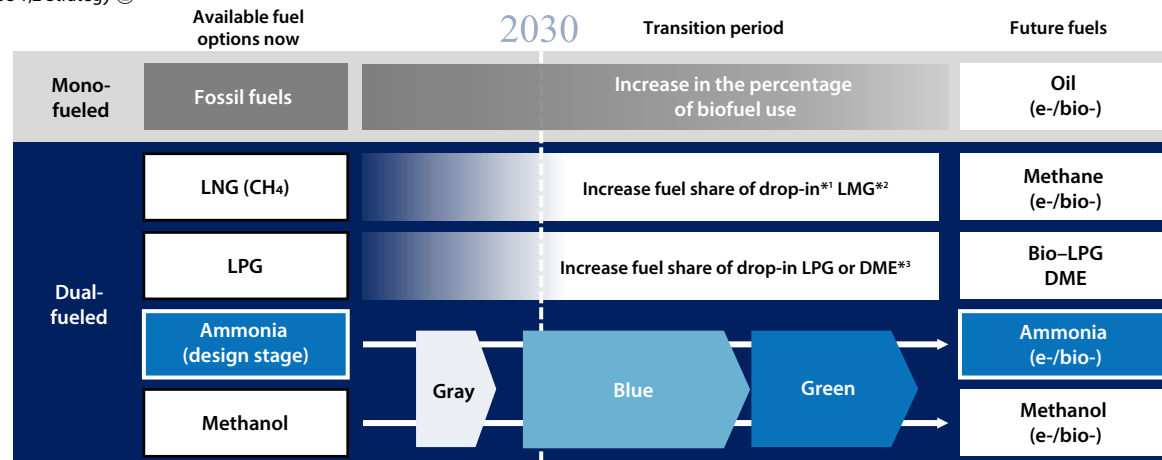 1,2 Strategy
Available fuel
options now
2030
Transition period
Future fuels
Mono-
fueled
Fossil fuels
Increase in the percentage
of biofuel use
Oil
(e-/bio-)
Dual-
fueled
LNG (CH₄)
Increase fuel share of drop-in*¹ LMG*²
Methane
(e-/bio-)
LPG
Increase fuel share of drop-in LPG or DME*³
Bio–LPG
DME
Ammonia
(design stage)
Gray
Blue
Green
Ammonia
(e-/bio-)
Methanol
Methanol
(e-/bio-)